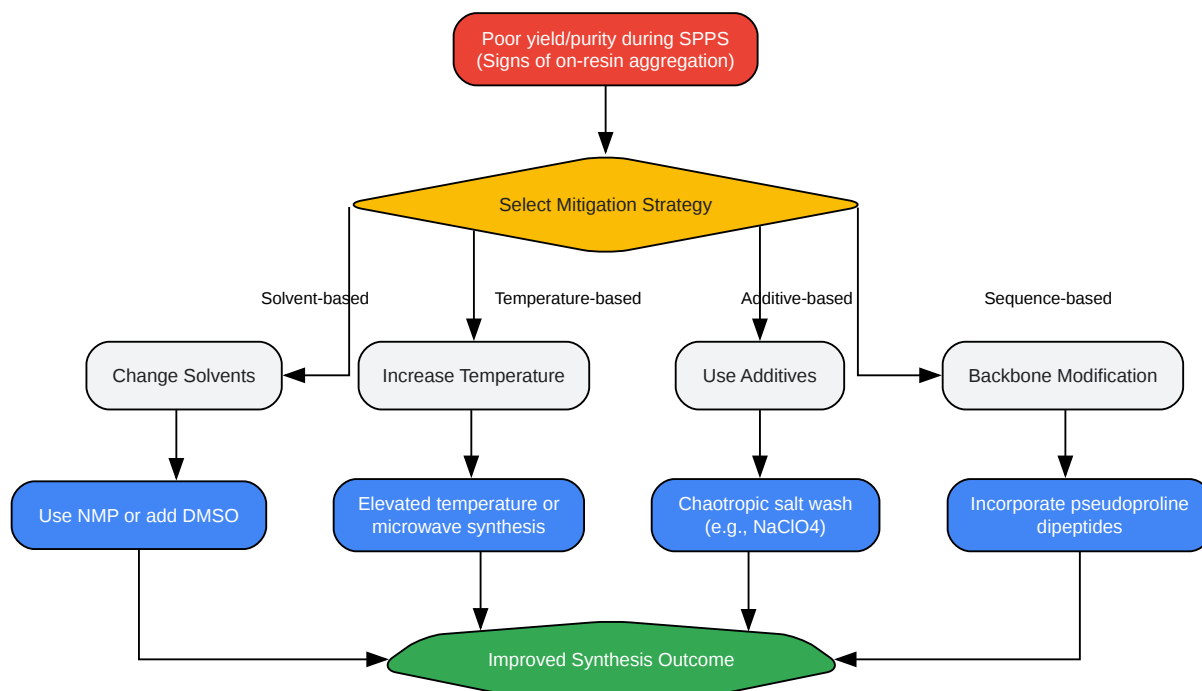 Poor yield/purity during SPPS
(Signs of on-resin aggregation)
Select Mitigation Strategy
Solvent-based
Temperature-based
Additive-based
Sequence-based
Change Solvents
Increase Temperature
Use Additives
Backbone Modification
Use NMP or add DMSO
Elevated temperature or
microwave synthesis
Chaotropic salt wash
(e.g., NaClO4)
Incorporate pseudoproline
dipeptides
Improved Synthesis Outcome